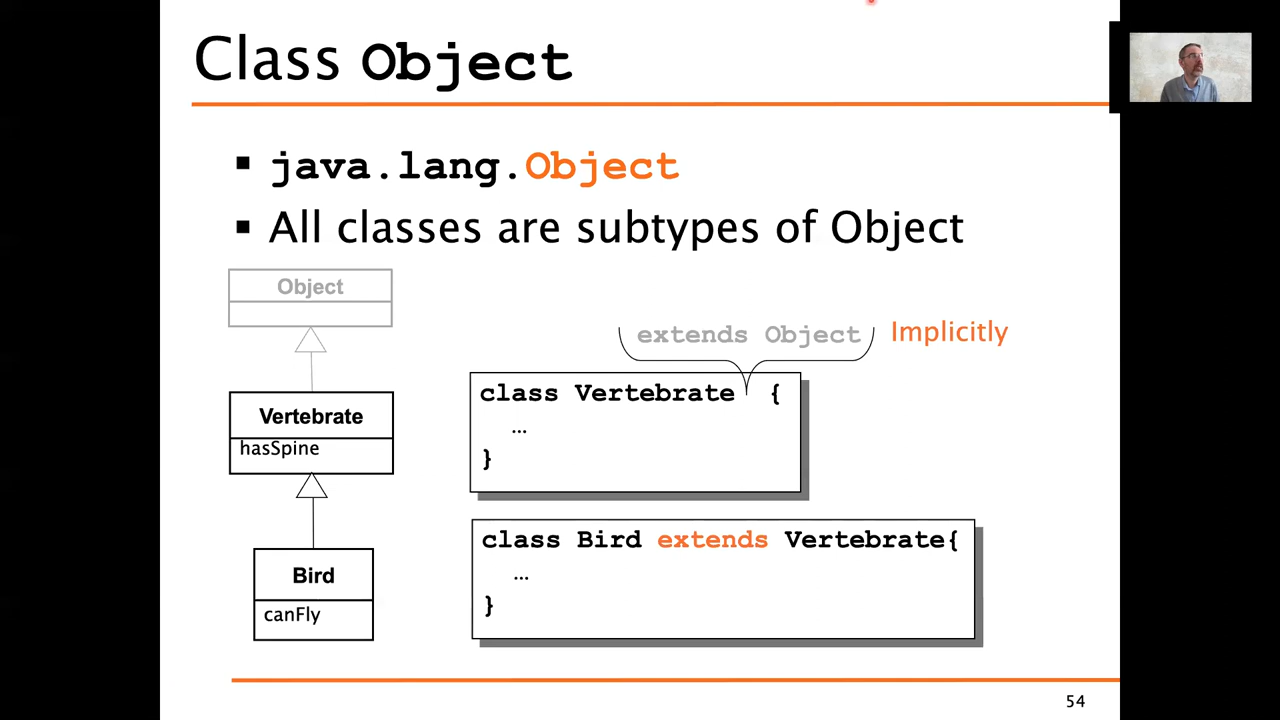 Class Object
▪ java.lang.Object
▪ All classes are subtypes of Object
Object
extends Object
Implicitly
Vertebrate
hasSpine
class Vertebrate {
...
}
Bird
canFly
class Bird extends Vertebrate{
...
}
54